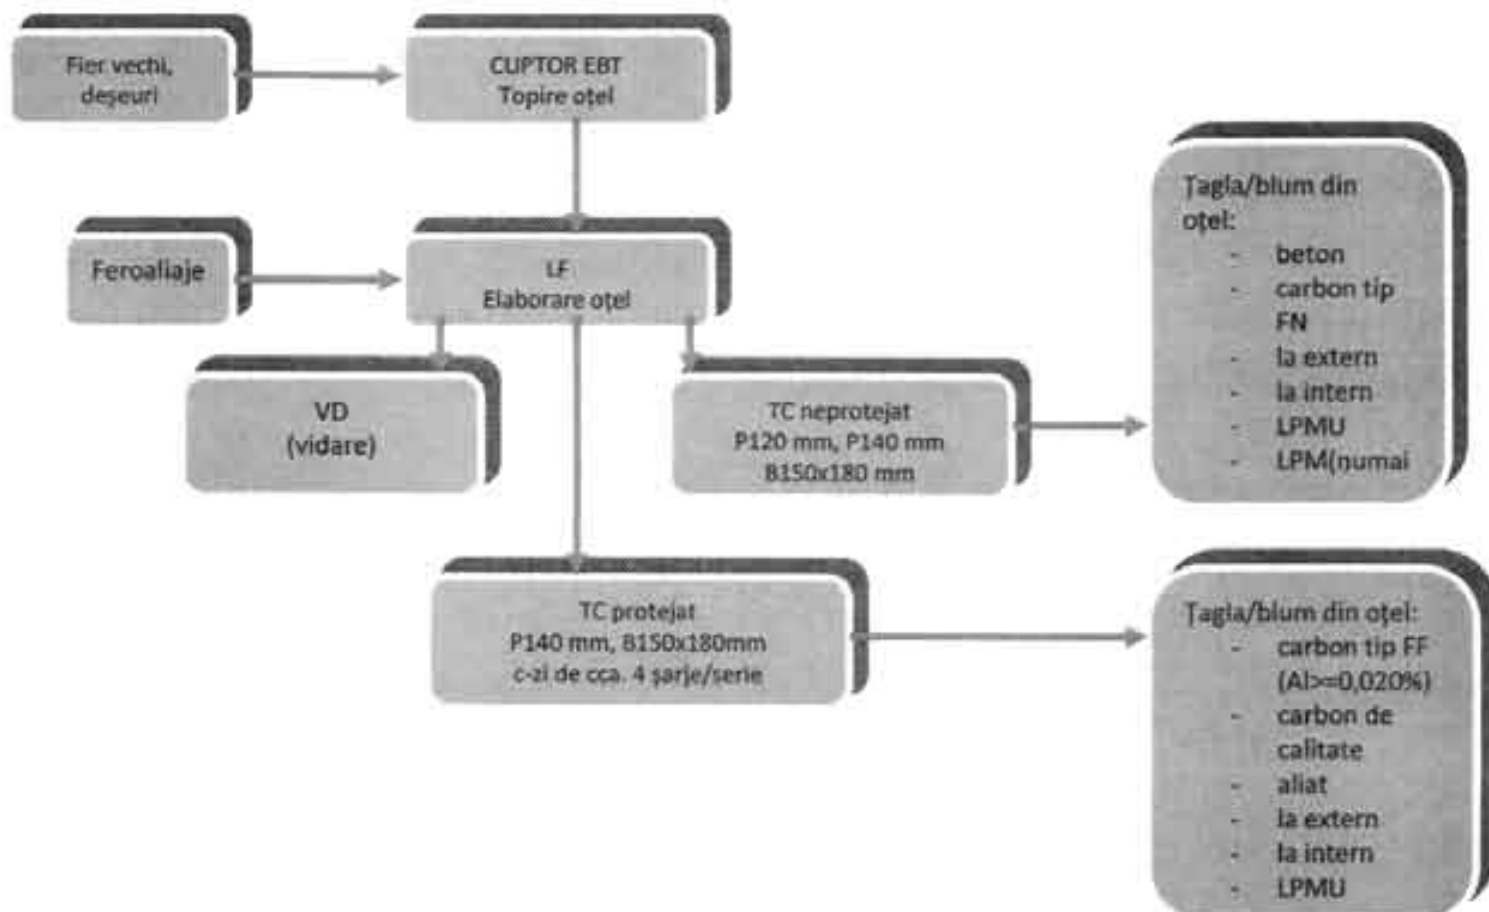 Fier vechi,
deșeuri
CUPTOR EBT
Topire oțel
Feroaliaje
LF
Elaborare oțel
VD
(vidare)
TC neprotejat
P120 mm, P140 mm
B150x180 mm
Țagla/blum din
oțel:
- beton
- carbon tip
FN
- la extern
- la intern
- LPMU
- LPM(numai
TC protejat
P140 mm, B150x180mm
c-zi de cca. 4 șarje/serie
Țagla/blum din oțel:
- carbon tip FF
(Al>=0,020%)
- carbon de
calitate
- aliat
- la extern
- la intern
- LPMU